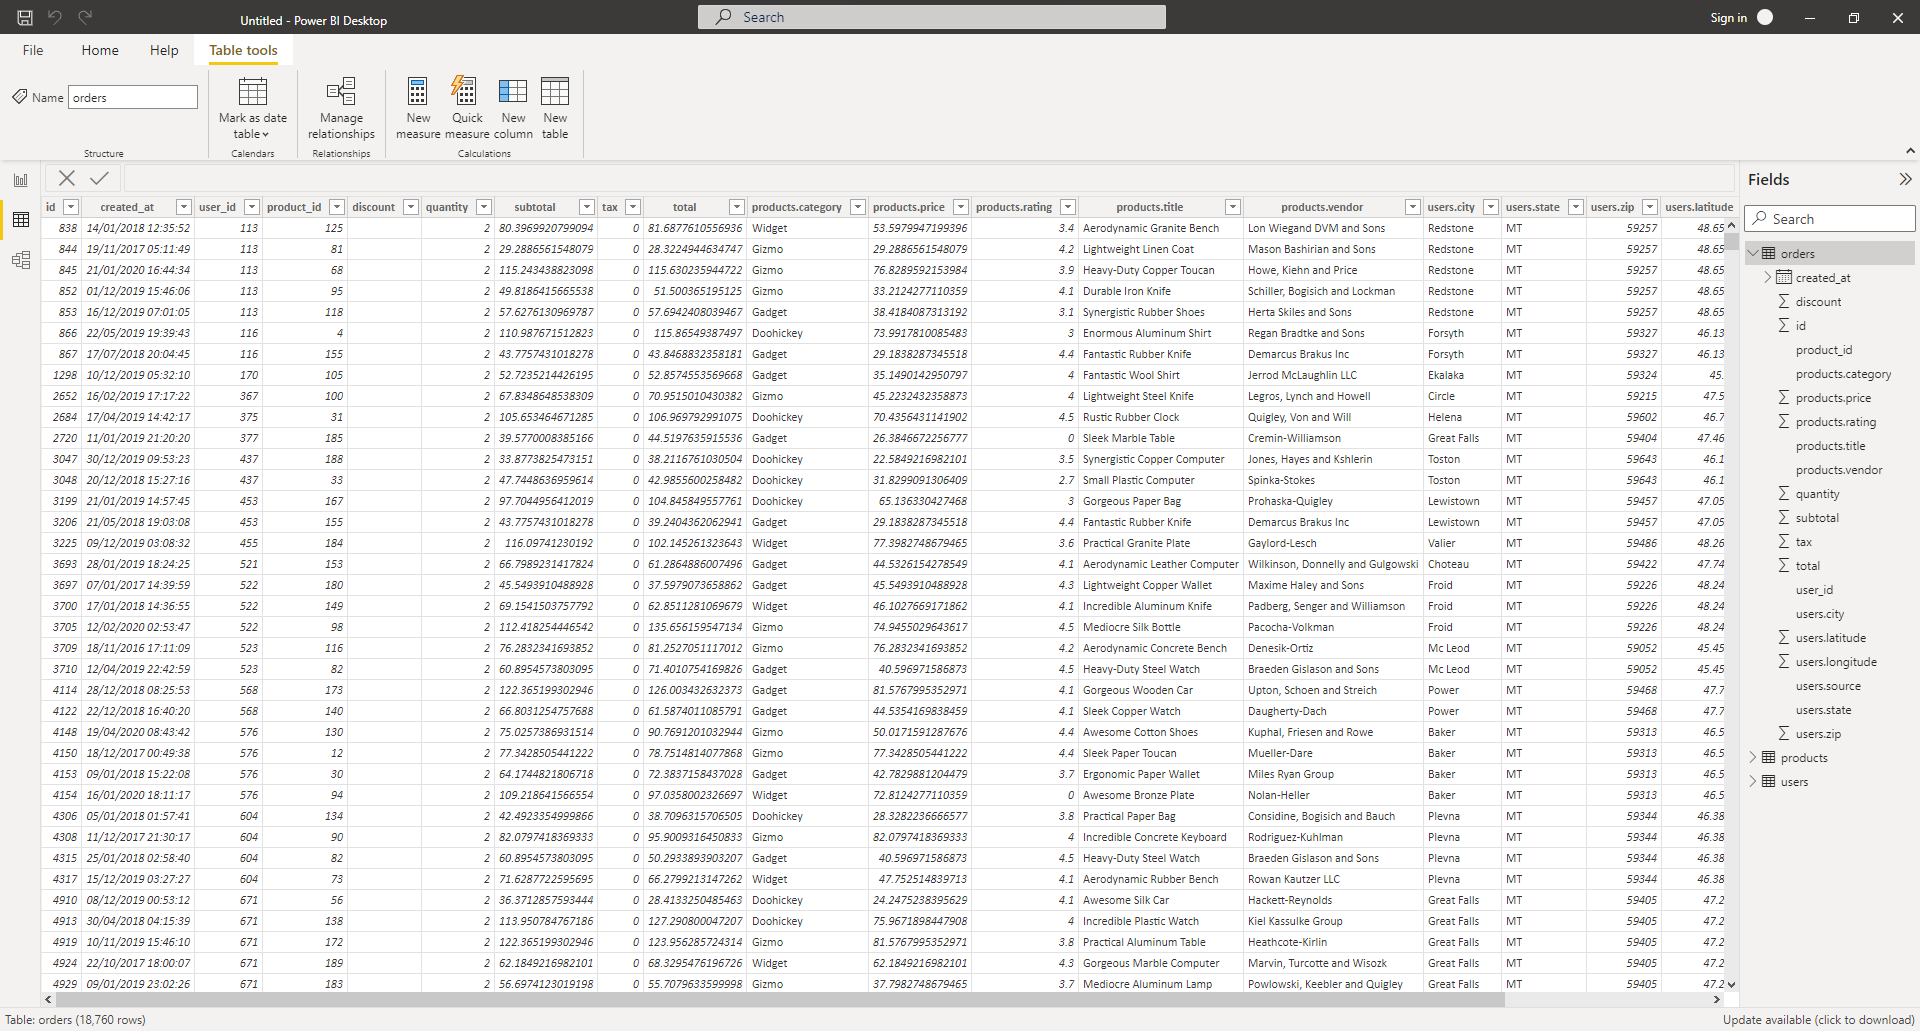 Untitled - Power BI Desktop
Search
Sign in
File Home Help Table tools
Name orders
Mark as date table
Manage relationships
New measure
Quick measure
New column
New table
Structure Calendars Relationships Calculations
id created_at user_id product_id discount quantity subtotal tax total products.category products.price products.rating products.title products.vendor users.city users.state users.zip users.latitude
838 14/01/2018 12:35:52 113 125 2 80.3969920799094 0 81.6877610556936 Widget 53.5979947199396 3.4 Aerodynamic Granite Bench Lon Wiegand DVM and Sons Redstone MT 59257 48.65
844 19/11/2017 05:11:49 113 81 2 29.2886561548079 0 28.3224944634747 Gizmo 29.2886561548079 4.2 Lightweight Linen Coat Mason Bashirian and Sons Redstone MT 59257 48.65
845 21/01/2020 16:44:34 113 68 2 115.243438823098 0 115.630235944722 Gizmo 76.8289592153984 3.9 Heavy-Duty Copper Toucan Howe, Kiehn and Price Redstone MT 59257 48.65
852 01/12/2019 15:46:06 113 95 2 49.8186415665538 0 51.500365195125 Gizmo 33.2124277110359 4.1 Durable Iron Knife Schiller, Bogisich and Lockman Redstone MT 59257 48.65
853 16/12/2019 07:01:05 113 118 2 57.6276130969787 0 57.6942408039467 Gadget 38.4184087313192 3.1 Synergistic Rubber Shoes Herta Skiles and Sons Redstone MT 59257 48.65
866 22/05/2019 19:39:43 116 4 2 110.987671512823 0 115.86549387497 Doohickey 73.9917810085483 3 Enormous Aluminum Shirt Regan Bradtke and Sons Forsyth MT 59327 46.13
867 17/07/2018 20:04:45 116 155 2 43.7757431018278 0 43.8468832358181 Gadget 29.1838287345518 4.4 Fantastic Rubber Knife Demarcus Brakus Inc Forsyth MT 59327 46.13
1298 10/12/2019 05:32:10 170 105 2 52.7235214426195 0 52.8574553569668 Gadget 35.1490142950797 4 Fantastic Wool Shirt Jerrod McLaughlin LLC Ekalaka MT 59324 45.
2652 16/02/2019 17:17:22 367 100 2 67.8348648538309 0 70.9515010430382 Gizmo 45.2232432358873 4 Lightweight Steel Knife Legros, Lynch and Howell Circle MT 59215 47.5
2684 17/04/2019 14:42:17 375 31 2 105.653464671285 0 106.969792991075 Doohickey 70.4356431141902 4.5 Rustic Rubber Clock Quigley, Von and Will Helena MT 59602 46.7
2720 11/01/2019 21:20:20 377 185 2 39.5770008385166 0 44.5197635915536 Gadget 26.3846672256777 0 Sleek Marble Table Cremin-Williamson Great Falls MT 59404 47.46
3047 30/12/2019 09:53:23 437 188 2 33.8773825473151 0 38.2116761030504 Doohickey 22.5849216982101 3.5 Synergistic Copper Computer Jones, Hayes and Kshlerin Toston MT 59643 46.1
3048 20/12/2018 15:27:16 437 33 2 47.7448636959614 0 42.9855600258482 Doohickey 31.8299091306409 2.7 Small Plastic Computer Spinka-Stokes Toston MT 59643 46.1
3199 21/01/2019 14:57:45 453 167 2 97.7044956412019 0 104.845849557761 Doohickey 65.136330427468 3 Gorgeous Paper Bag Prohaska-Quigley Lewistown MT 59457 47.05
3206 21/05/2018 19:03:08 453 155 2 43.7757431018278 0 39.2404362062941 Gadget 29.1838287345518 4.4 Fantastic Rubber Knife Demarcus Brakus Inc Lewistown MT 59457 47.05
3225 09/12/2019 03:08:32 455 184 2 116.09741230192 0 102.145261323643 Widget 77.3982748679465 3.6 Practical Granite Plate Gaylord-Lesch Valier MT 59486 48.26
3693 28/01/2019 18:24:25 521 153 2 66.7989231417824 0 61.2864886007496 Gadget 44.5326154278549 4.1 Aerodynamic Leather Computer Wilkinson, Donnelly and Gulgowski Choteau MT 59422 47.74
3697 07/01/2017 14:39:59 522 180 2 45.5493910488928 0 37.5979073658862 Gadget 45.5493910488928 4.3 Lightweight Copper Wallet Maxime Haley and Sons Froid MT 59226 48.24
3700 17/01/2018 14:36:55 522 149 2 69.1541503757792 0 62.8511281069679 Widget 46.1027669171862 4.1 Incredible Aluminum Knife Padberg, Senger and Williamson Froid MT 59226 48.24
3705 12/02/2020 02:53:47 522 98 2 112.418254446542 0 135.656159547134 Gizmo 74.9455029643617 4.5 Mediocre Silk Bottle Pacocha-Volkman Froid MT 59226 48.24
3709 18/11/2016 17:11:09 523 116 2 76.2832341693852 0 81.2527051117012 Gizmo 76.2832341693852 4.2 Aerodynamic Concrete Bench Denesik-Ortiz Mc Leod MT 59052 45.45
3710 12/04/2019 22:42:59 523 82 2 60.8954573803095 0 71.4010754169826 Gadget 40.596971586873 4.5 Heavy-Duty Steel Watch Braeden Gislason and Sons Mc Leod MT 59052 45.45
4114 28/12/2018 08:25:53 568 173 2 122.365199302946 0 126.003432632373 Gadget 81.5767995352971 4.1 Gorgeous Wooden Car Upton, Schoen and Streich Power MT 59468 47.7
4122 22/12/2018 16:40:20 568 140 2 66.8031254757688 0 61.5874011085791 Gadget 44.5354169838459 4.1 Sleek Copper Watch Daugherty-Dach Power MT 59468 47.7
4148 19/04/2020 08:43:42 576 130 2 75.0257386931514 0 90.7691201032944 Gizmo 50.0171591287676 4.4 Awesome Cotton Shoes Kuphal, Friesen and Rowe Baker MT 59313 46.5
4150 18/12/2017 00:49:38 576 12 2 77.3428505441222 0 78.7514814077868 Gizmo 77.3428505441222 4.4 Sleek Paper Toucan Mueller-Dare Baker MT 59313 46.5
4153 09/01/2018 15:22:08 576 30 2 64.1744821806718 0 72.3837158437028 Gadget 42.7829881204479 3.7 Ergonomic Paper Wallet Miles Ryan Group Baker MT 59313 46.5
4154 16/01/2020 18:11:17 576 94 2 109.218641566554 0 97.0358002326697 Widget 72.8124277110359 0 Awesome Bronze Plate Nolan-Heller Baker MT 59313 46.5
4306 05/01/2018 01:57:41 604 134 2 42.4923354999866 0 38.7096315706505 Doohickey 28.3282236666577 3.8 Practical Paper Bag Considine, Bogisich and Bauch Plevna MT 59344 46.38
4308 11/12/2017 21:30:17 604 90 2 82.0797418369333 0 95.9009316450833 Gizmo 82.0797418369333 4 Incredible Concrete Keyboard Rodriguez-Kuhlman Plevna MT 59344 46.38
4315 25/01/2018 02:58:40 604 82 2 60.8954573803095 0 50.2933893903207 Gadget 40.596971586873 4.5 Heavy-Duty Steel Watch Braeden Gislason and Sons Plevna MT 59344 46.38
4317 15/12/2019 03:27:27 604 73 2 71.6287722595695 0 66.2799213147262 Widget 47.752514839713 4.1 Aerodynamic Rubber Bench Rowan Kautzer LLC Plevna MT 59344 46.38
4910 08/12/2019 00:53:12 671 56 2 36.3712857593444 0 28.4133250485463 Doohickey 24.2475238395629 4.1 Awesome Silk Car Hackett-Reynolds Great Falls MT 59405 47.2
4913 30/04/2018 04:15:39 671 138 2 113.950784767186 0 127.290800047207 Doohickey 75.9671898447908 4 Incredible Plastic Watch Kiel Kassulke Group Great Falls MT 59405 47.2
4919 10/11/2019 15:46:10 671 172 2 122.365199302946 0 123.956285724314 Gizmo 81.5767995352971 3.8 Practical Aluminum Table Heathcote-Kirlin Great Falls MT 59405 47.2
4924 22/10/2017 18:00:07 671 189 2 62.1849216982101 0 68.3295476196726 Widget 62.1849216982101 4.3 Gorgeous Marble Computer Marvin, Turcotte and Wisozk Great Falls MT 59405 47.2
4929 09/01/2019 23:02:26 671 183 2 56.6974123019198 0 55.7079633599998 Gizmo 37.7982748679465 3.7 Mediocre Aluminum Lamp Powlowski, Keebler and Quigley Great Falls MT 59405 47.2
Fields
Search
orders
created_at
discount
id
product_id
products.category
products.price
products.rating
products.title
products.vendor
quantity
subtotal
tax
total
user_id
users.city
users.latitude
users.longitude
users.source
users.state
users.zip
products
users
Table: orders (18,760 rows)
Update available (click to download)